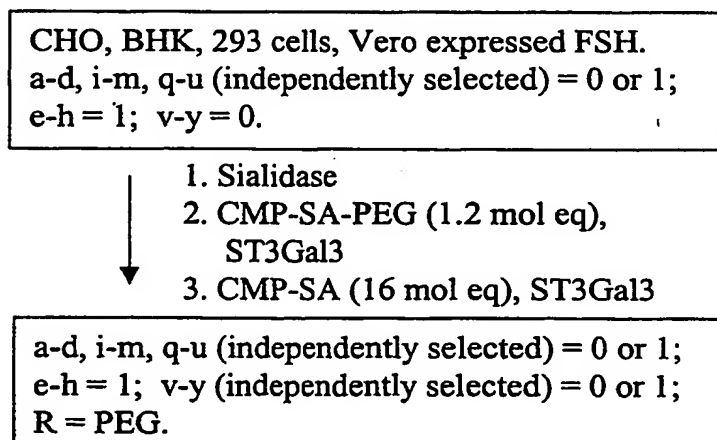 CHO, BHK, 293 cells, Vero expressed FSH.
a-d, i-m, q-u (independently selected) = 0 or 1;
e-h = 1; v-y = 0.
1. Sialidase
2. CMP-SA-PEG (1.2 mol eq),
ST3Gal3
3. CMP-SA (16 mol eq), ST3Gal3
a-d, i-m, q-u (independently selected) = 0 or 1;
e-h = 1; v-y (independently selected) = 0 or 1;
R = PEG.